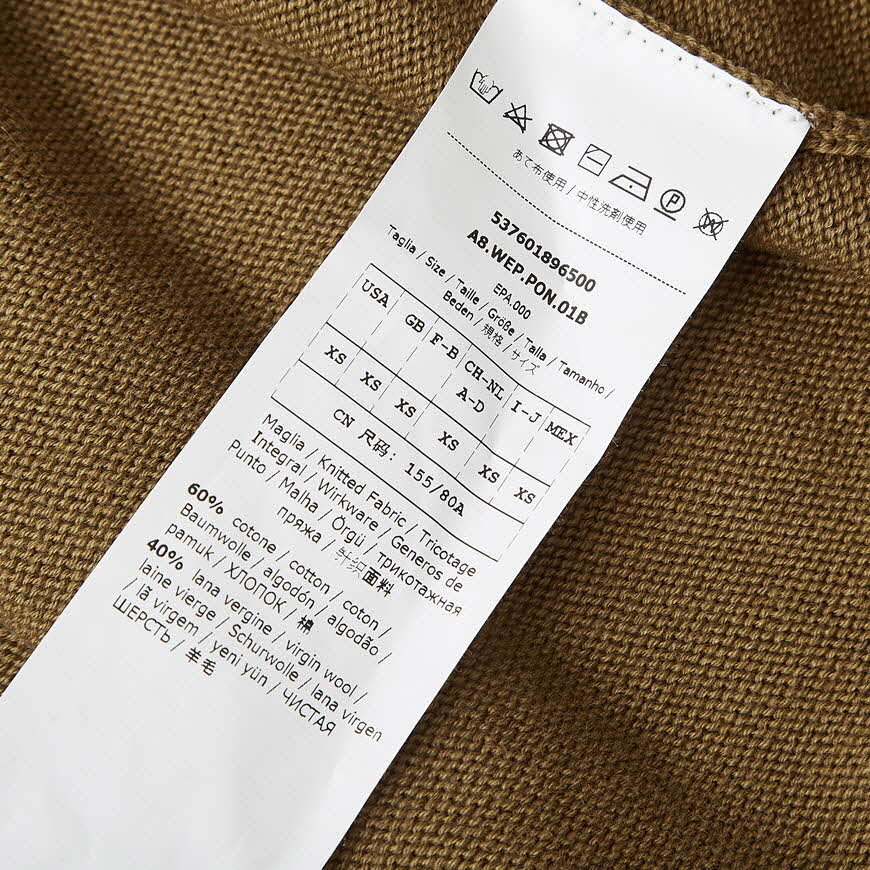 あて布使用 / 中性洗剤使用
537601896500
A8.WEP.PON.01B
EPA.000
Taglia / Size / Taille / Größe / Talla / Tamanho /
Beden / 規格 / サイズ
USA GB F-B CH-NL A-D I-J MEX
XS XS XS XS XS XS
CN 尺码: 155/80A
Maglia / Knitted Fabric / Tricotage
Integral / Wirkware / Generos de
Punto / Malha / Örgü / трикотажная
пряжа / 针织面料
60% cotone / cotton / coton /
Baumwolle / algodón / algodão /
pamuk / ХЛОПОК / 棉
40% lana vergine / virgin wool /
laine vierge / Schurwolle / lana virgen
/ lã virgem / yeni yün / ЧИСТАЯ
ШЕРСТЬ / 羊毛